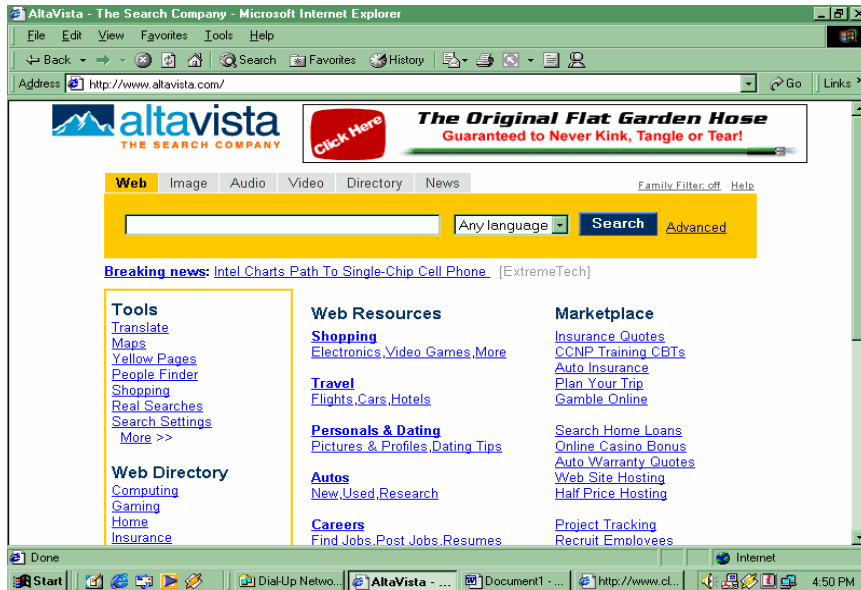 AltaVista - The Search Company - Microsoft Internet Explorer
File Edit View Favorites Tools Help
Back Search Favorites History
Address http://www.altavista.com/ Go Links
altavista
THE SEARCH COMPANY
Click Here
The Original Flat Garden Hose
Guaranteed to Never Kink, Tangle or Tear!
Web Image Audio Video Directory News Family Filter: off Help
Any language Search Advanced
Breaking news: Intel Charts Path To Single-Chip Cell Phone [ExtremeTech]
Tools
Translate
Maps
Yellow Pages
People Finder
Shopping
Real Searches
Search Settings
More >>
Web Directory
Computing
Gaming
Home
Insurance
Web Resources
Shopping
Electronics,Video Games,More
Travel
Flights,Cars,Hotels
Personals & Dating
Pictures & Profiles,Dating Tips
Autos
New,Used,Research
Careers
Find Jobs,Post Jobs,Resumes
Marketplace
Insurance Quotes
CCNP Training CBTs
Auto Insurance
Plan Your Trip
Gamble Online
Search Home Loans
Online Casino Bonus
Auto Warranty Quotes
Web Site Hosting
Half Price Hosting
Project Tracking
Recruit Employees
Done Internet
Start Dial-Up Netwo... AltaVista - ... Document1 - ... http://www.cl... 4:50 PM